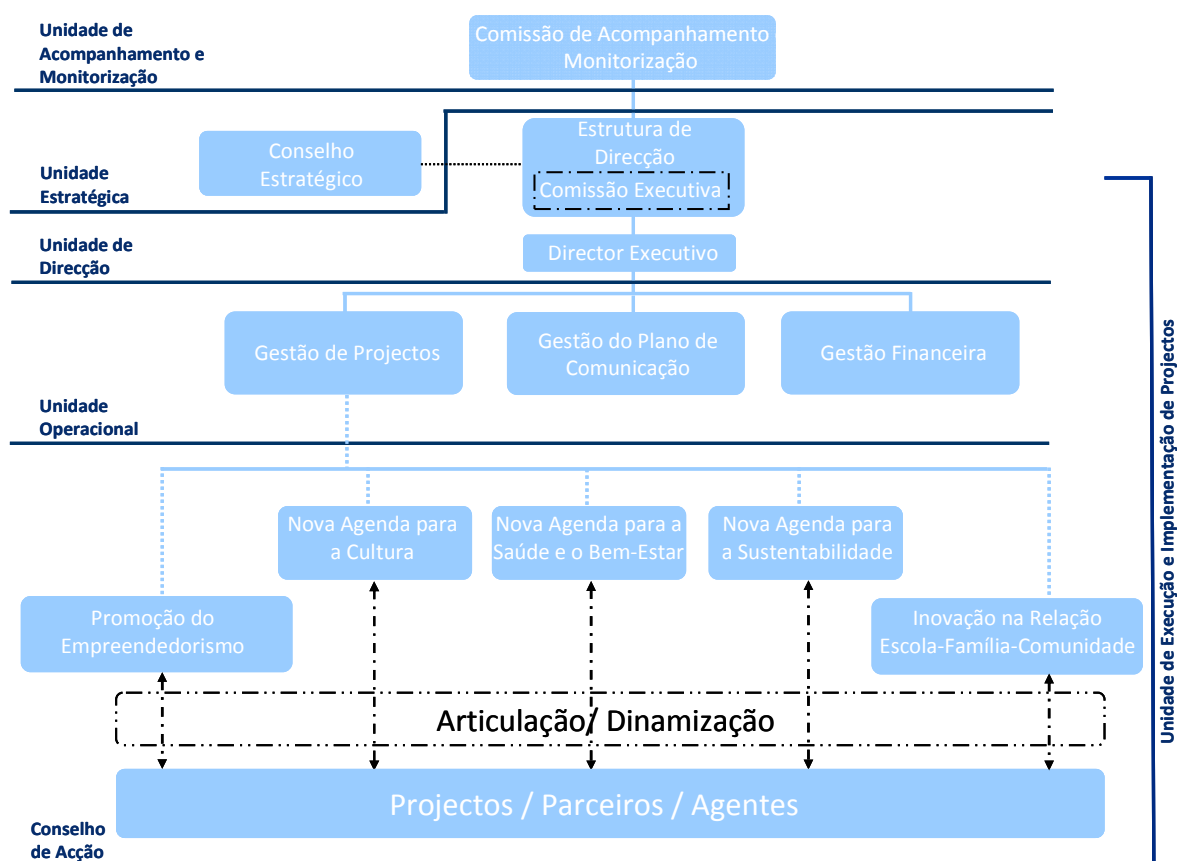 Unidade de
Acompanhamento e
Monitorização
Comissão de Acompanhamento e
Monitorização
Conselho
Estratégico
Estrutura de
Direcção
Comissão Executiva
Unidade
Estratégica
Unidade de
Direcção
Director Executivo
Gestão de Projectos
Gestão do Plano de
Comunicação
Gestão Financeira
Unidade
Operacional
Nova Agenda para
a Cultura
Nova Agenda para a
Saúde e o Bem-Estar
Nova Agenda para
a Sustentabilidade
Promoção do
Empreendedorismo
Inovação na Relação
Escola-Família-Comunidade
Articulação/ Dinamização
Projectos / Parceiros / Agentes
Conselho
de Acção
Unidade de Execução e Implementação de Projectos